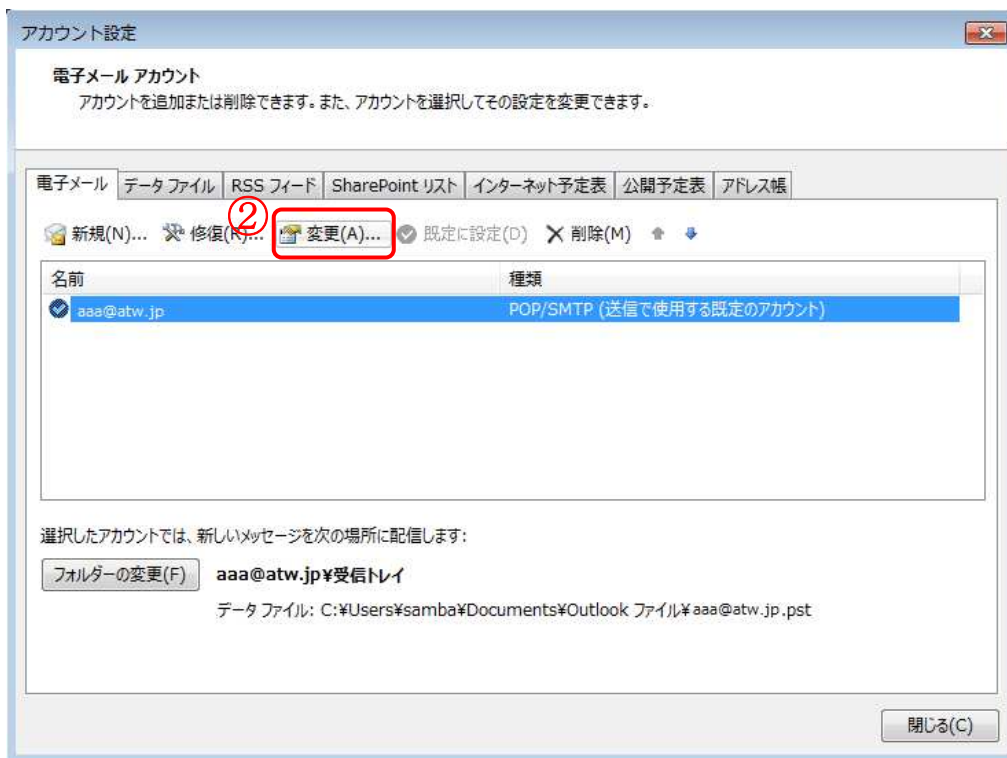 アカウント設定
電子メール アカウント
アカウントを追加または削除できます。また、アカウントを選択してその設定を変更できます。
電子メール データ ファイル RSS フィード SharePoint リスト インターネット予定表 公開予定表 アドレス帳
②
新規(N)... 修復(R)... 変更(A)... 既定に設定(D) 削除(M)
名前 種類
aaa@atw.jp POP/SMTP (送信で使用する既定のアカウント)
選択したアカウントでは、新しいメッセージを次の場所に配信します:
フォルダーの変更(F) aaa@atw.jp¥受信トレイ
データ ファイル: C:¥Users¥samba¥Documents¥Outlook ファイル¥aaa@atw.jp.pst
閉じる(C)